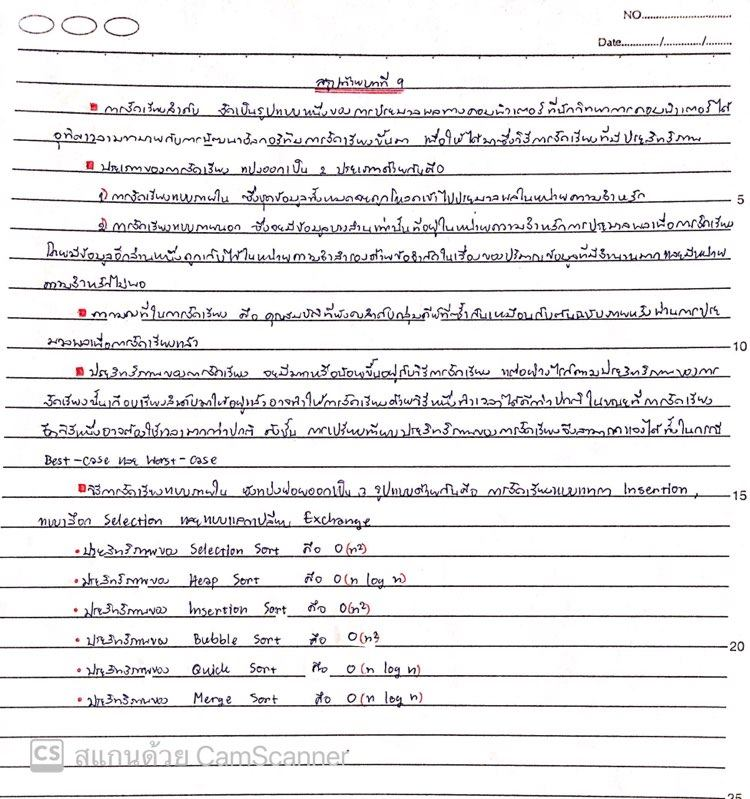 NO.
Date / /
สรุปท้ายบทที่ 9
การจัดเรียงลำดับ จัดเป็นรูปแบบหนึ่งของการประมวลผลทางคอมพิวเตอร์ที่นักวิทยาการคอมพิวเตอร์ได้
อุทิศเวลามากมายกับการพัฒนาอัลกอริทึมการจัดเรียงขึ้นมา เพื่อให้ได้มาซึ่งวิธีการจัดเรียงที่มีประสิทธิภาพ
ประเภทของการจัดเรียง แบ่งออกเป็น 2 ประเภทด้วยกันคือ
1) การจัดเรียงแบบภายใน ซึ่งชุดข้อมูลทั้งหมดจะถูกโหลดเข้าไปประมวลผลในหน่วยความจำหลัก
5
2) การจัดเรียงแบบภายนอก ซึ่งจะมีข้อมูลบางส่วนเท่านั้นที่อยู่ในหน่วยความจำหลักการประมวลผลเพื่อการจัดเรียง
โดยมีข้อมูลอีกส่วนหนึ่งถูกเก็บไว้ในหน่วยความจำสำรองด้วยข้อจำกัดในเรื่องของปริมาณข้อมูลที่มีจำนวนมากและมีหน่วย
ความจำหลักไม่พอ
ความคงที่ในการจัดเรียง คือ คุณสมบัติที่ยังคงลำดับกลุ่มคีย์ที่ซ้ำกันเหมือนกับต้นฉบับภายหลังผ่านการประ
มวลผลเพื่อการจัดเรียงแล้ว
10
ประสิทธิภาพของการจัดเรียง จะมีมากหรือน้อยขึ้นอยู่กับวิธีการจัดเรียง แต่อย่างไรก็ตามประสิทธิภาพของการ
จัดเรียงนั้นเกือบเรียงลำดับมาให้อยู่แล้วอาจทำให้การจัดเรียงด้วยวิธีหนึ่งทำเวลาได้ดีกว่าปกติ ในขณะที่การจัดเรียง
อีกวิธีหนึ่งอาจต้องใช้เวลามากกว่าปกติ ดังนั้น การเปรียบเทียบประสิทธิภาพของการจัดเรียงจึงสามารถมองได้ทั้งในกรณี
Best-case และ Worst-case
วิธีการจัดเรียงแบบภายใน ยังแบ่งย่อยออกเป็น 3 รูปแบบด้วยกันคือ การจัดเรียงแบบแทรก Insertion,
15
แบบเลือก Selection และแบบแลกเปลี่ยน Exchange
• ประสิทธิภาพของ Selection Sort คือ O(n²)
• ประสิทธิภาพของ Heap Sort คือ O(n log n)
• ประสิทธิภาพของ Insertion Sort คือ O(n²)
• ประสิทธิภาพของ Bubble Sort คือ O(n²
20
• ประสิทธิภาพของ Quick Sort คือ O(n log n)
• ประสิทธิภาพของ Merge Sort คือ O(n log n)
CS สแกนด้วย CamScanner
25